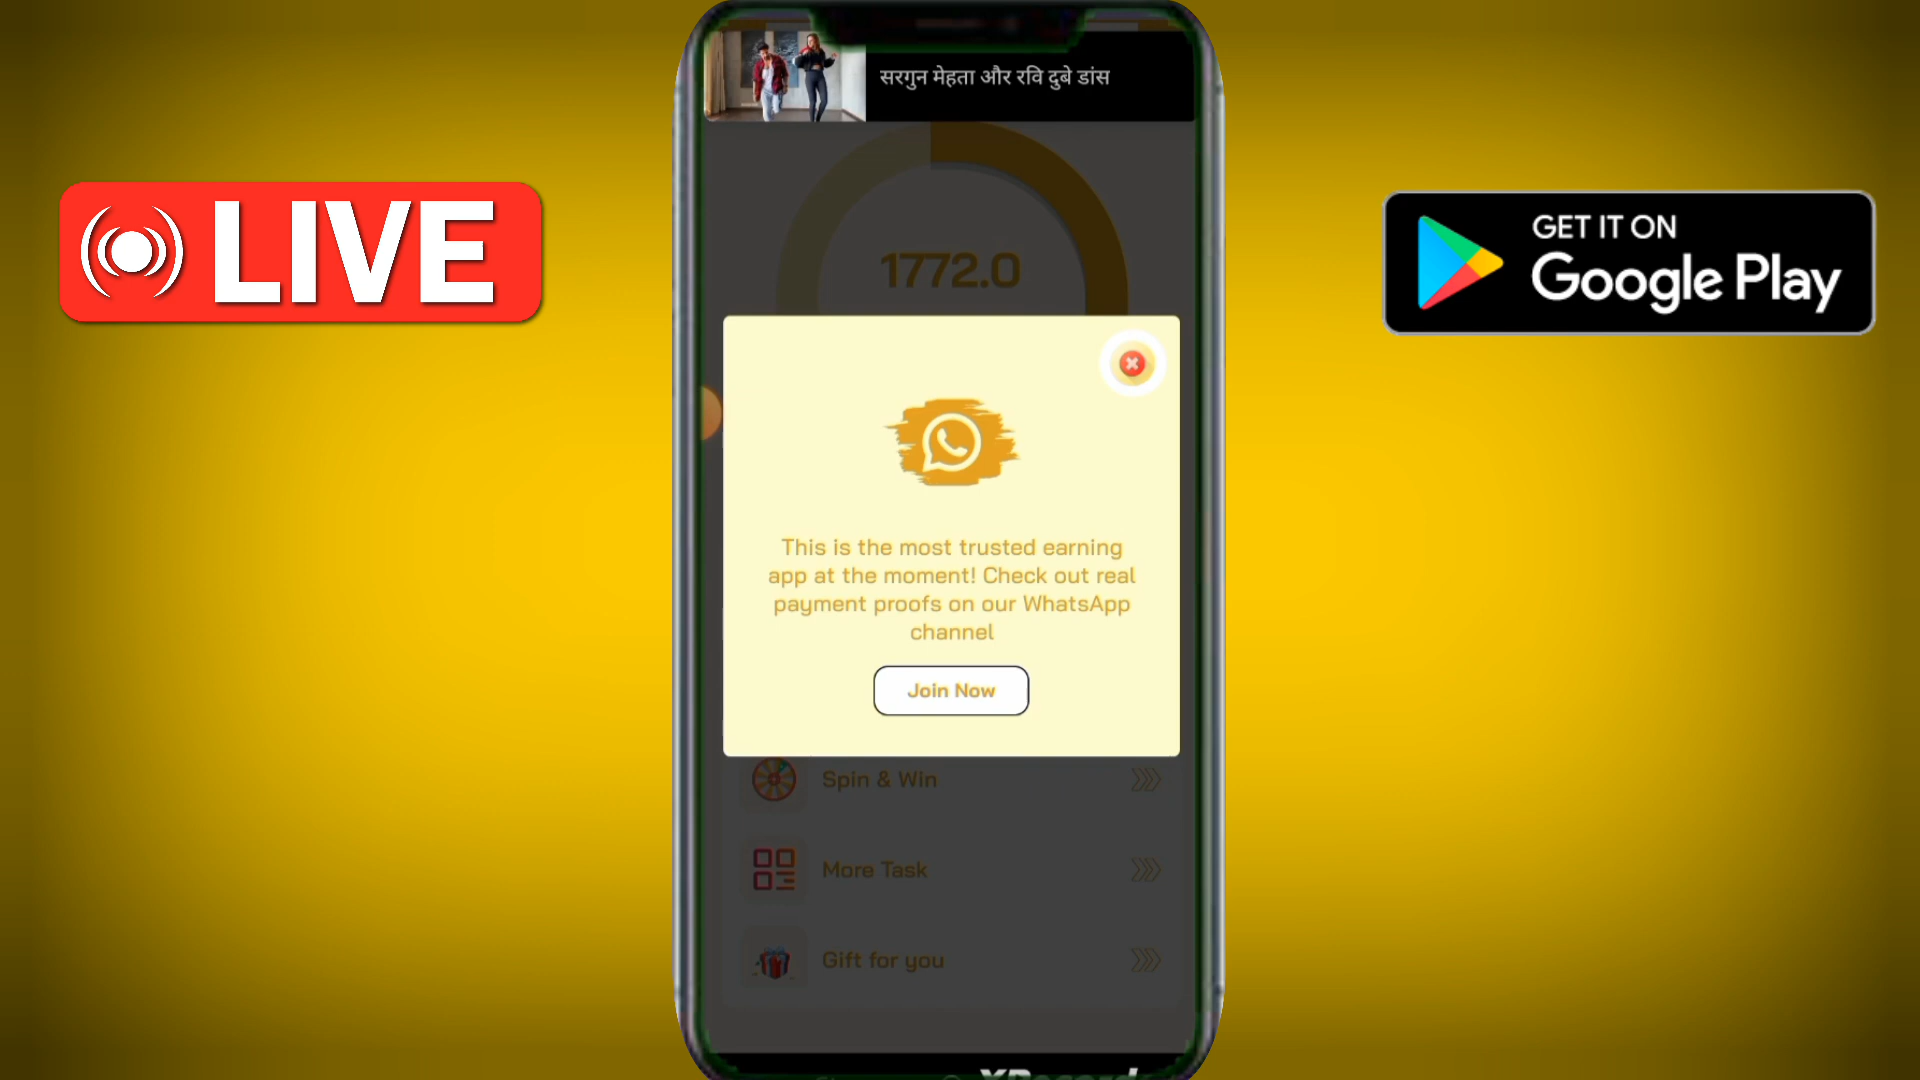 सरगुन मेहता और रवि दुबे डांस
LIVE
GET IT ON
Google Play
1772.0
This is the most trusted earning
app at the moment! Check out real
payment proofs on our WhatsApp
channel
Join Now
Spin & Win
More Task
Gift for you